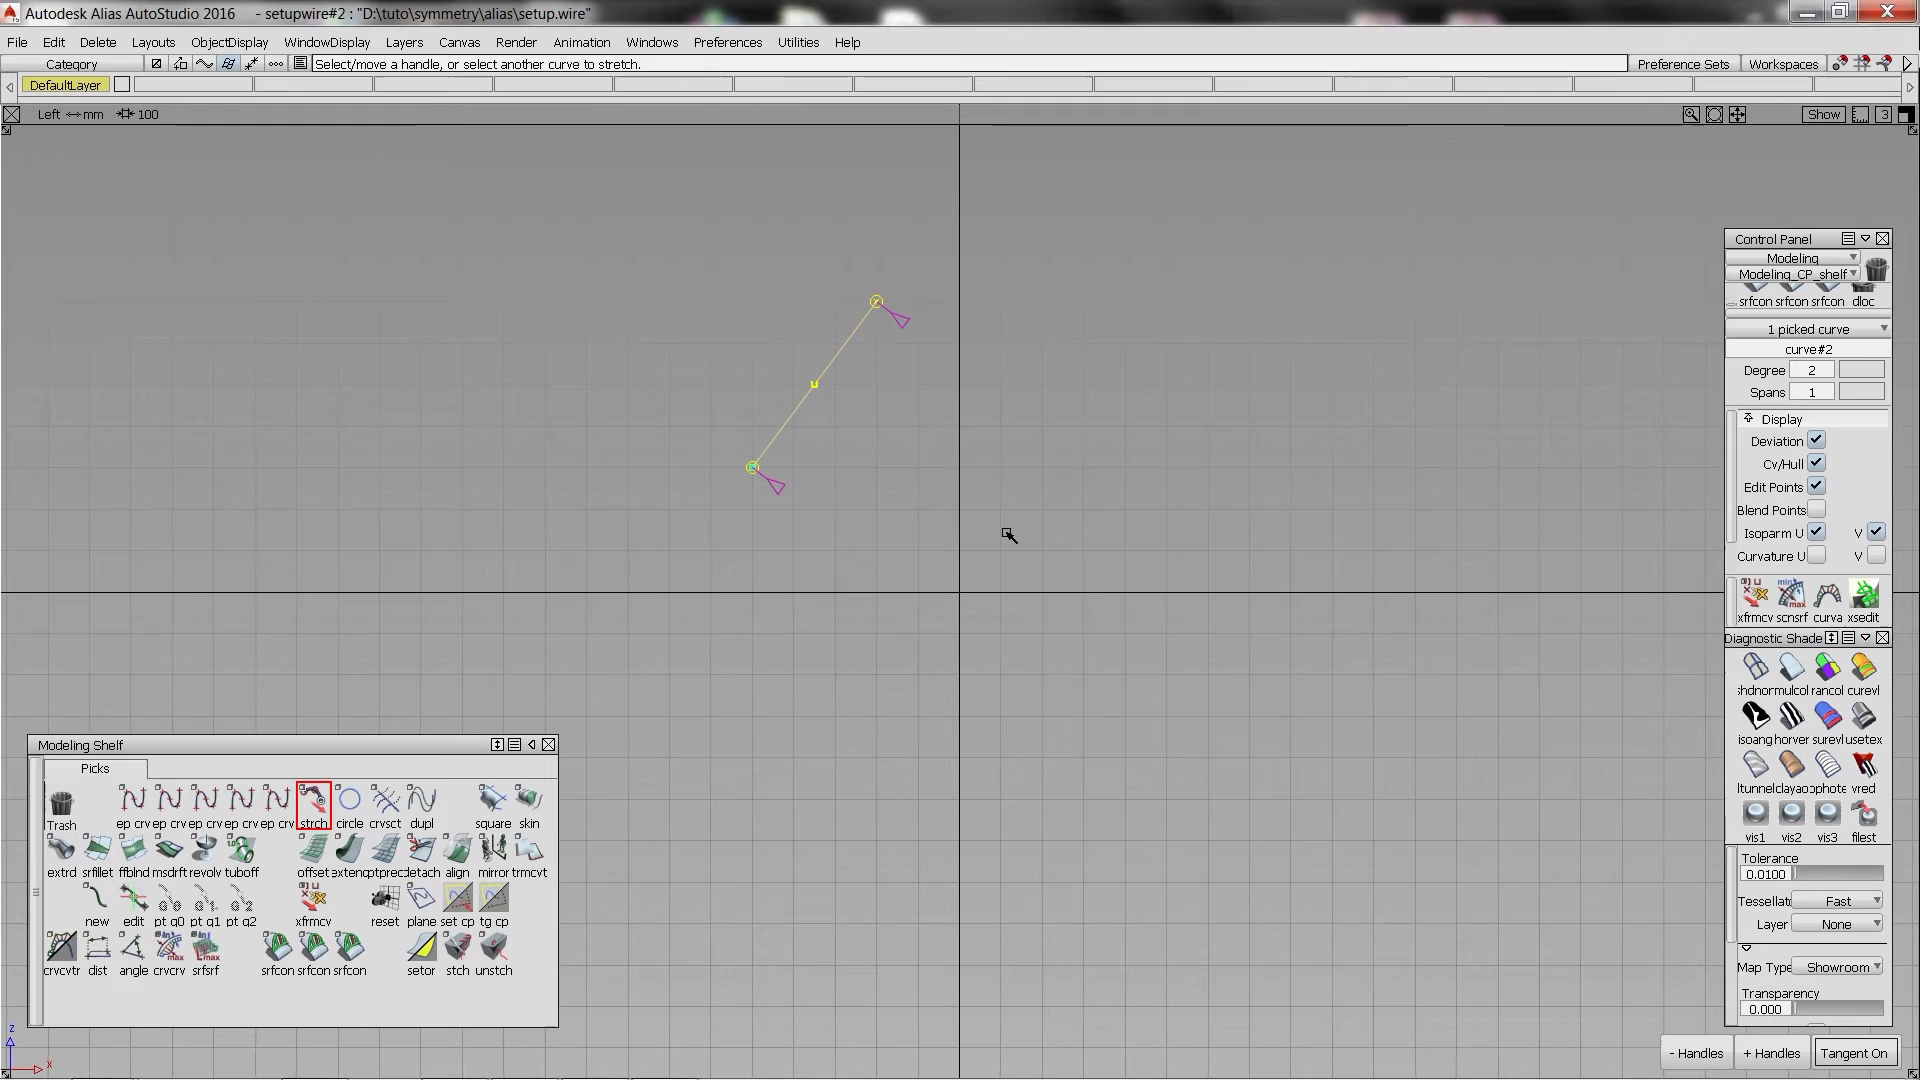 Autodesk Alias AutoStudio 2016 - setupwire#2 : "D:\tuto\symmetry\alias\setup.wire"
File Edit Delete Layouts ObjectDisplay WindowDisplay Layers Canvas Render Animation Windows Preferences Utilities Help
Category Select/move a handle, or select another curve to stretch. Preference Sets Workspaces
DefaultLayer
Left mm 100 Show 3
Control Panel
Modeling
Modeling_CP_shelf
srfcon srfcon srfcon dloc
1 picked curve
curve#2
Degree 2
Spans 1
Display
Deviation
Cv/Hull
Edit Points
Blend Points
Isoparm U V
Curvature U V
xfrmcv scnsrf curva xsedit
Diagnostic Shade
hdnor mulcol rancol curevl
isoang horver surevl usetex
ltunnel clayao ophote vred
vis1 vis2 vis3 filest
Tolerance
0.0100
Tessellat Fast
Layer None
Map Type Showroom
Transparency
0.000
- Handles + Handles Tangent On
u
Modeling Shelf
Picks
Trash ep crv ep crv ep crv ep crv ep crv strch circle crvsct dupl square skin
extrd srfillet ffblnd msdrft revolv tuboff offset extenc ptprec detach align mirror trmcvt
new edit pt g0 pt g1 pt g2 xfrmcv reset plane set cp tg cp
crvcvtr dist angle crvcrv srfsrf srfcon srfcon srfcon setor stch unstch
z
x